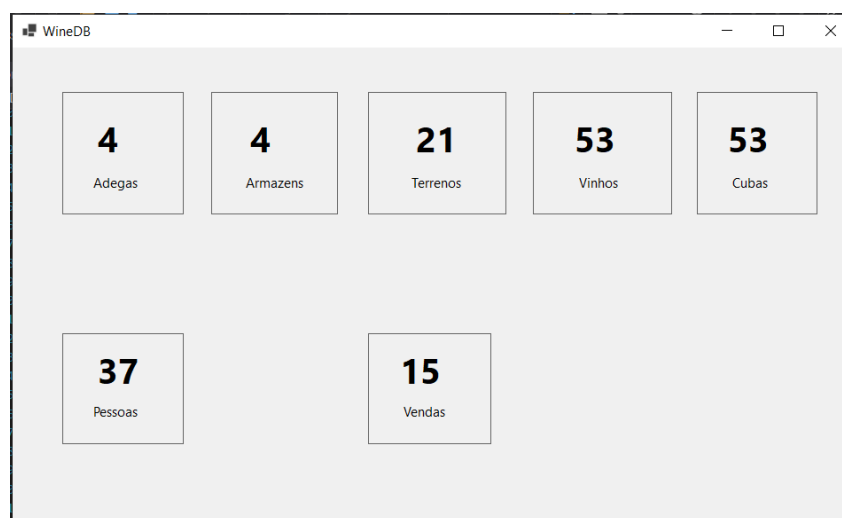 WineDB
4 4 21 53 53
Adegas Armazens Terrenos Vinhos Cubas
37 15
Pessoas Vendas